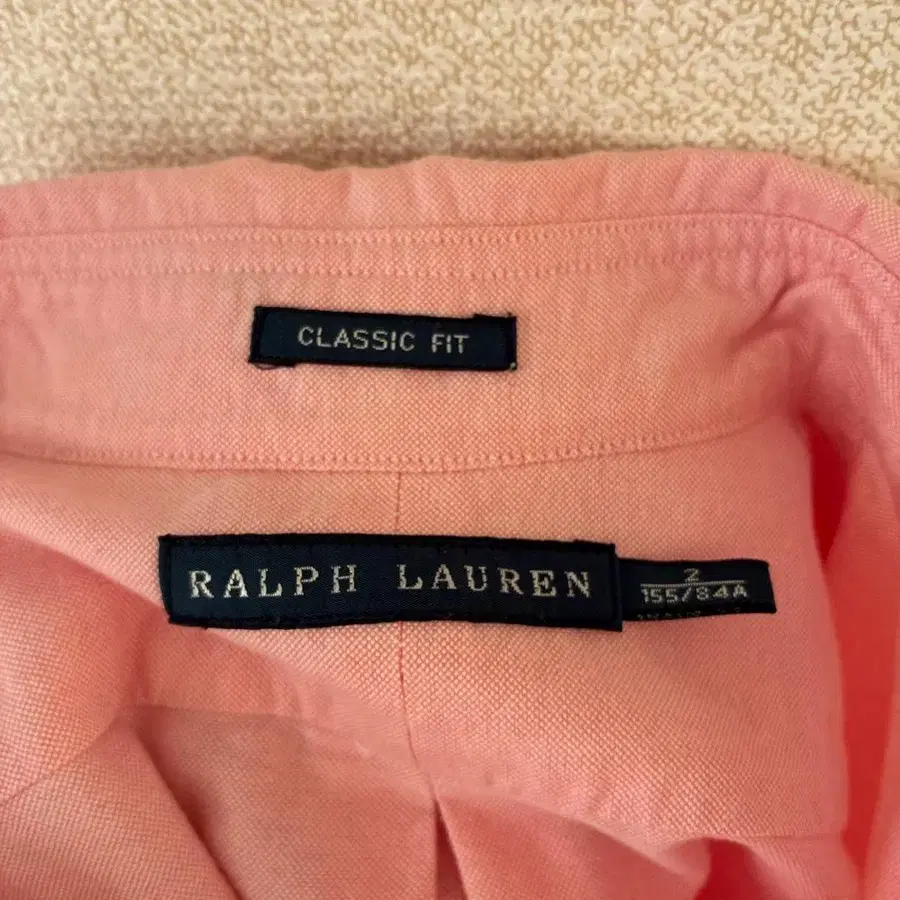 CLASSIC FIT
RALPH LAUREN
2
155/84A